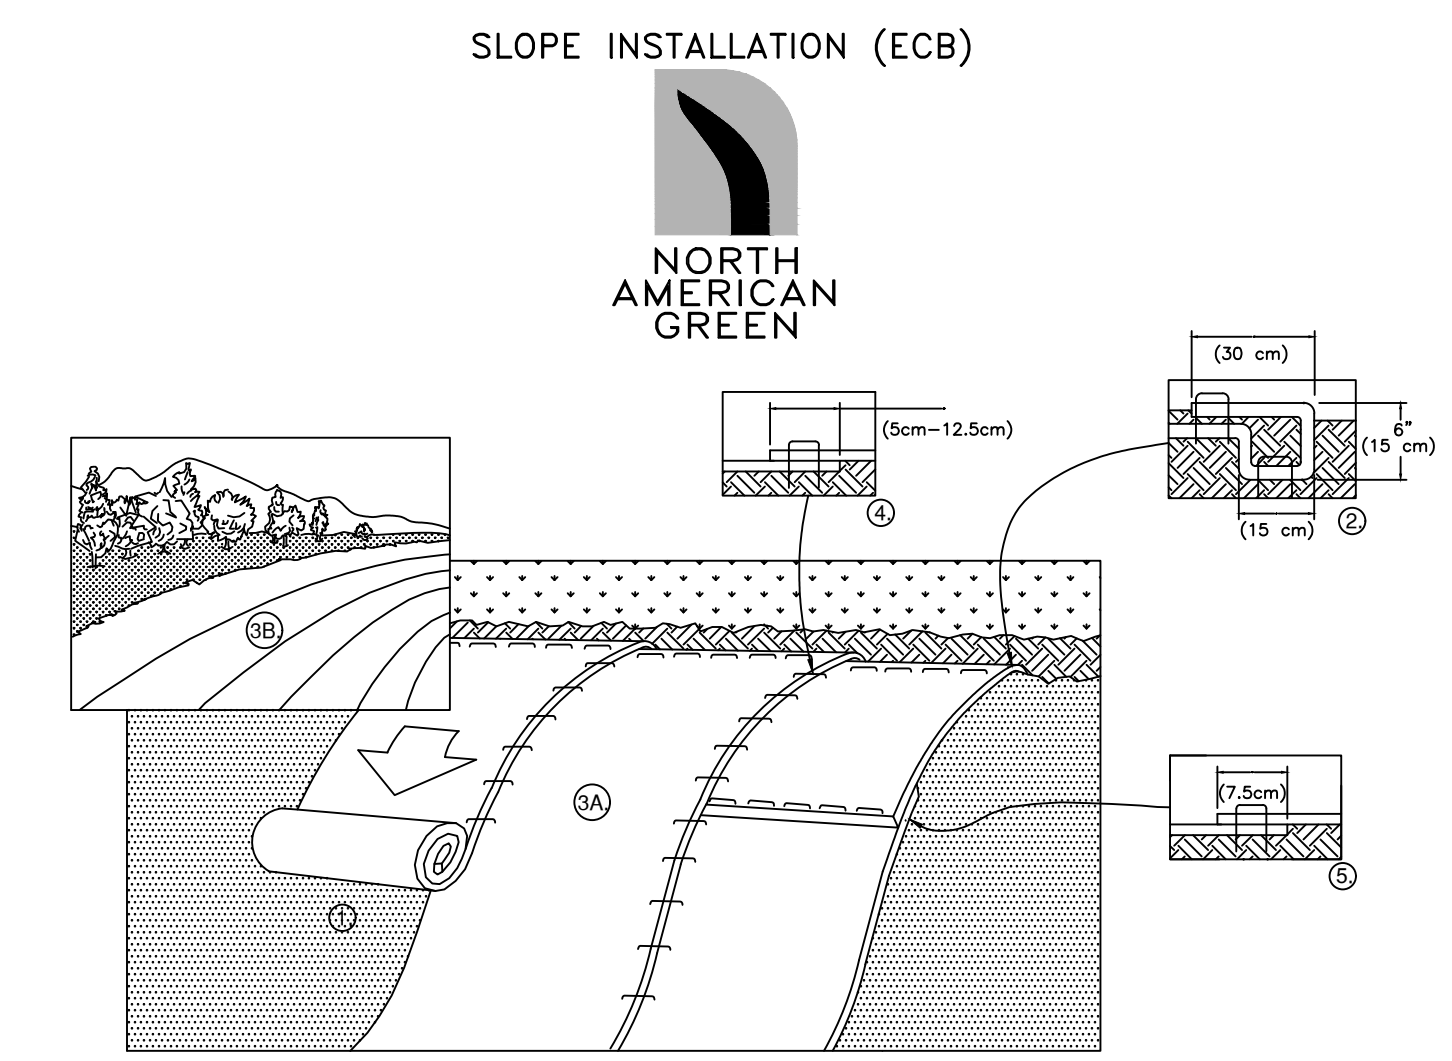 SLOPE INSTALLATION (ECB)
NORTH
AMERICAN
GREEN
(30 cm)
6"
(15 cm)
(15 cm)
2.
(5cm-12.5cm)
4.
3B.
3A.
(7.5cm)
5.
1.